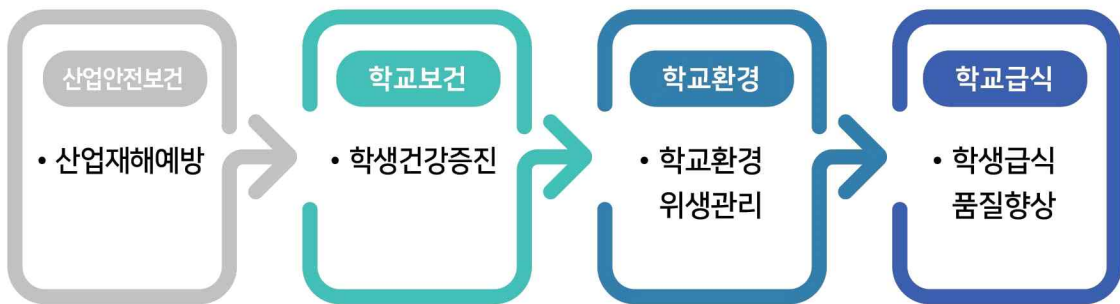 산업안전보건
• 산업재해예방
학교보건
• 학생건강증진
학교환경
• 학교환경
위생관리
학교급식
• 학생급식
품질향상